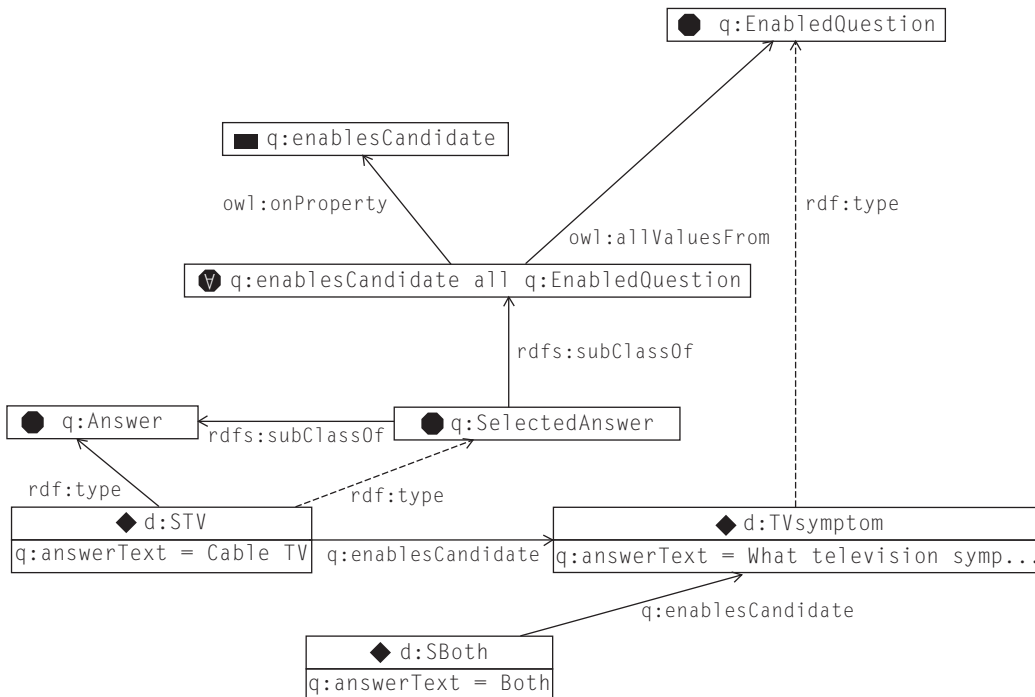 q:EnabledQuestion
q:enablesCandidate
owl:onProperty
rdf:type
owl:allValuesFrom
∀ q:enablesCandidate all q:EnabledQuestion
rdfs:subClassOf
q:Answer
q:SelectedAnswer
rdfs:subClassOf
rdf:type
rdf:type
d:STV
d:TVsymptom
q:answerText = Cable TV
q:enablesCandidate
q:answerText = What television symp...
q:enablesCandidate
d:SBoth
q:answerText = Both